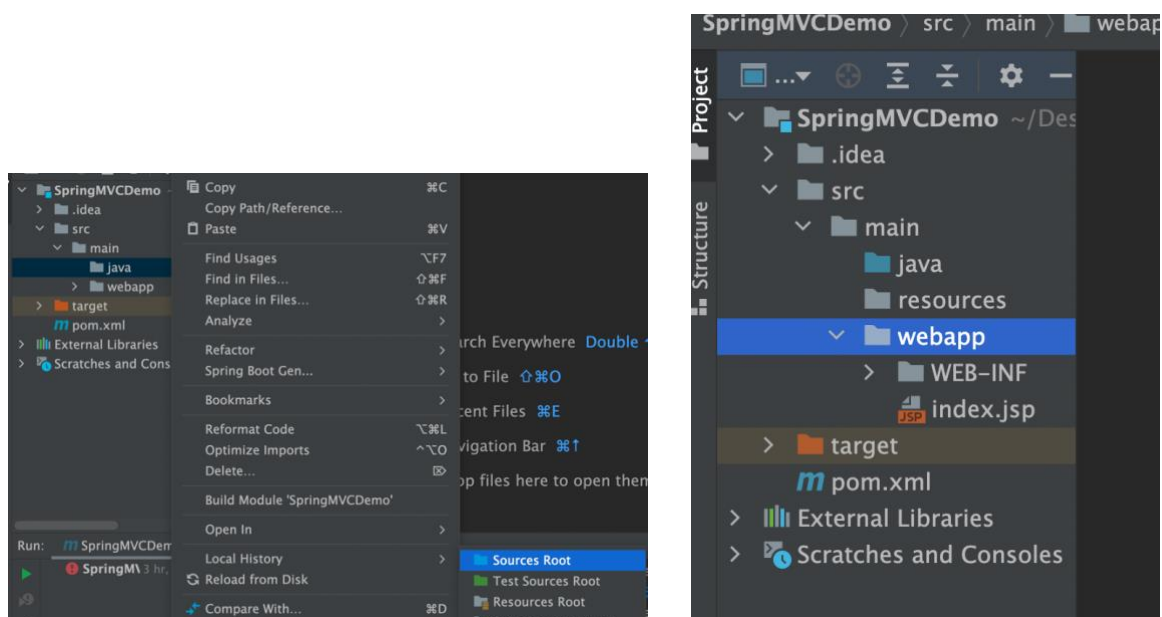 SpringMVCDemo
.idea
src
main
java
webapp
target
pom.xml
External Libraries
Scratches and Cons
Copy ⌘C
Copy Path/Reference...
Paste ⌘V
Find Usages ⌥F7
Find in Files... ⇧⌘F
Replace in Files... ⇧⌘R
Analyze
Refactor
Spring Boot Gen...
Bookmarks
Reformat Code ⌥⌘L
Optimize Imports ^⌥O
Delete... ⌦
Build Module 'SpringMVCDemo'
Open In
Local History
Reload from Disk
Compare With... ⌘D
Sources Root
Test Sources Root
Resources Root
arch Everywhere Double
to File ⇧⌘O
cent Files ⌘E
vigation Bar ⌘↑
op files here to open them
Run: SpringMVCDem
SpringM\ 3 hr,
SpringMVCDemo 〉 src 〉 main 〉 webap
Project
Structure
...
SpringMVCDemo ~/Des
.idea
src
main
java
resources
webapp
WEB-INF
JSP index.jsp
target
pom.xml
External Libraries
Scratches and Consoles